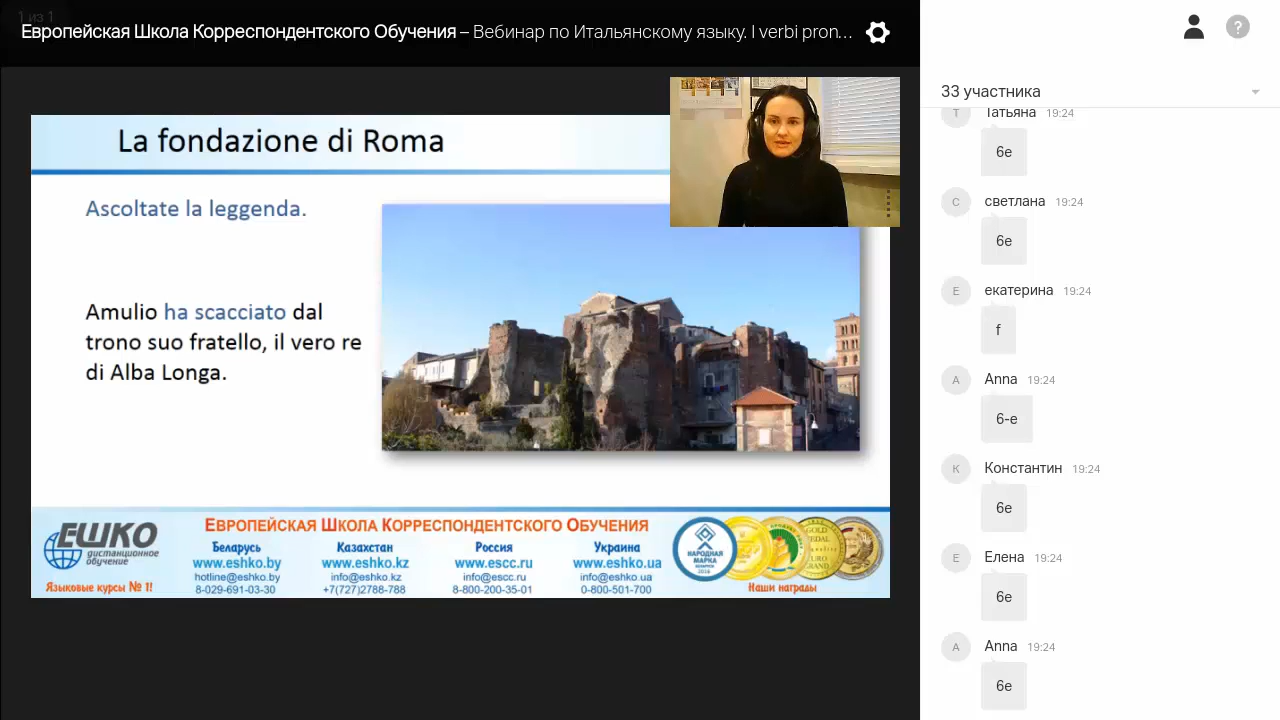 1 из 1
Европейская Школа Корреспондентского Обучения – Вебинар по Итальянскому языку. I verbi pron...
La fondazione di Roma
Ascoltate la leggenda.
Amulio ha scacciato dal
trono suo fratello, il vero re
di Alba Longa.
ЕШКО
дистанционное
обучение
Языковые курсы № 1!
Европейская Школа Корреспондентского Обучения
Беларусь
www.eshko.by
hotline@eshko.by
8-029-691-03-30
Казахстан
www.eshko.kz
info@eshko.kz
+7(727)2788-788
Россия
www.escc.ru
info@escc.ru
8-800-200-35-01
Украина
www.eshko.ua
info@eshko.ua
0-800-501-700
НАРОДНАЯ
МАРКА
Наши награды
?
33 участника
Т
Татьяна 19:24
6е
С
светлана 19:24
6е
Е
екатерина 19:24
f
A
Anna 19:24
6-е
К
Константин 19:24
6е
Е
Елена 19:24
6е
A
Anna 19:24
6е